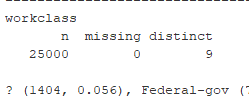 workclass
n missing distinct
25000 0 9
? (1404, 0.056), Federal-gov (